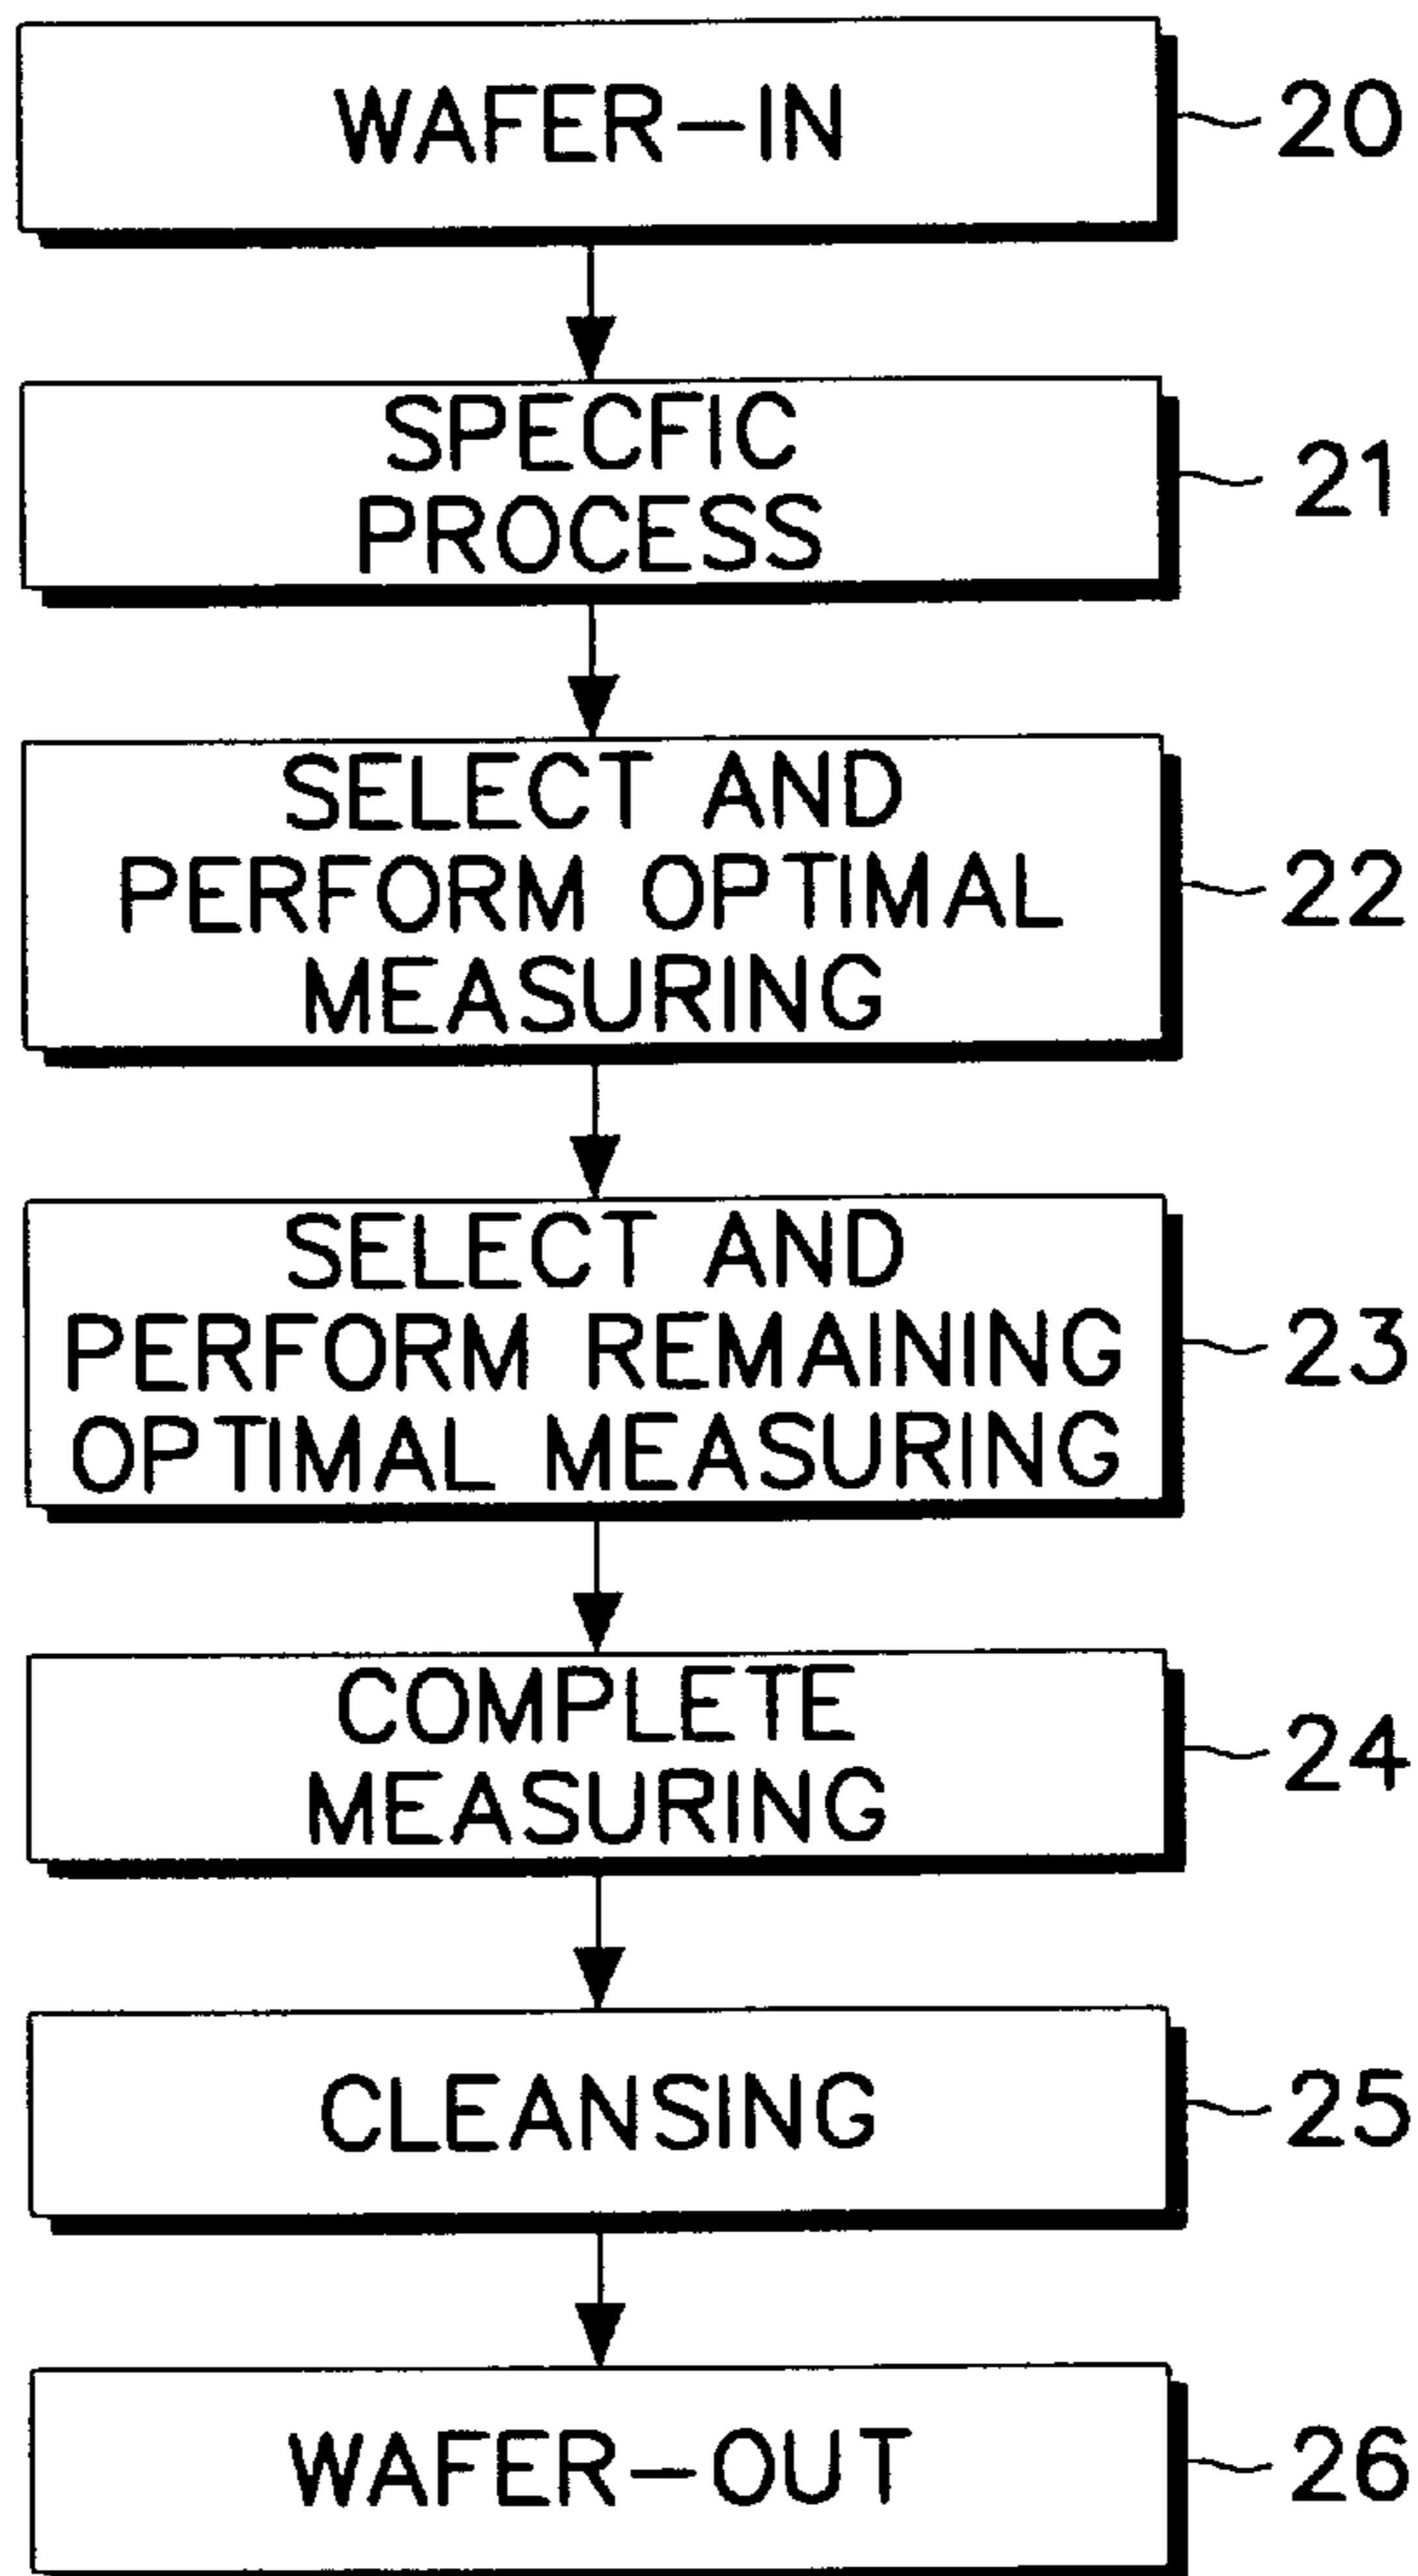 WAFER-IN
20
SPECFIC
PROCESS
21
SELECT AND
PERFORM OPTIMAL
MEASURING
22
SELECT AND
PERFORM REMAINING
OPTIMAL MEASURING
23
COMPLETE
MEASURING
24
CLEANSING
25
WAFER-OUT
26